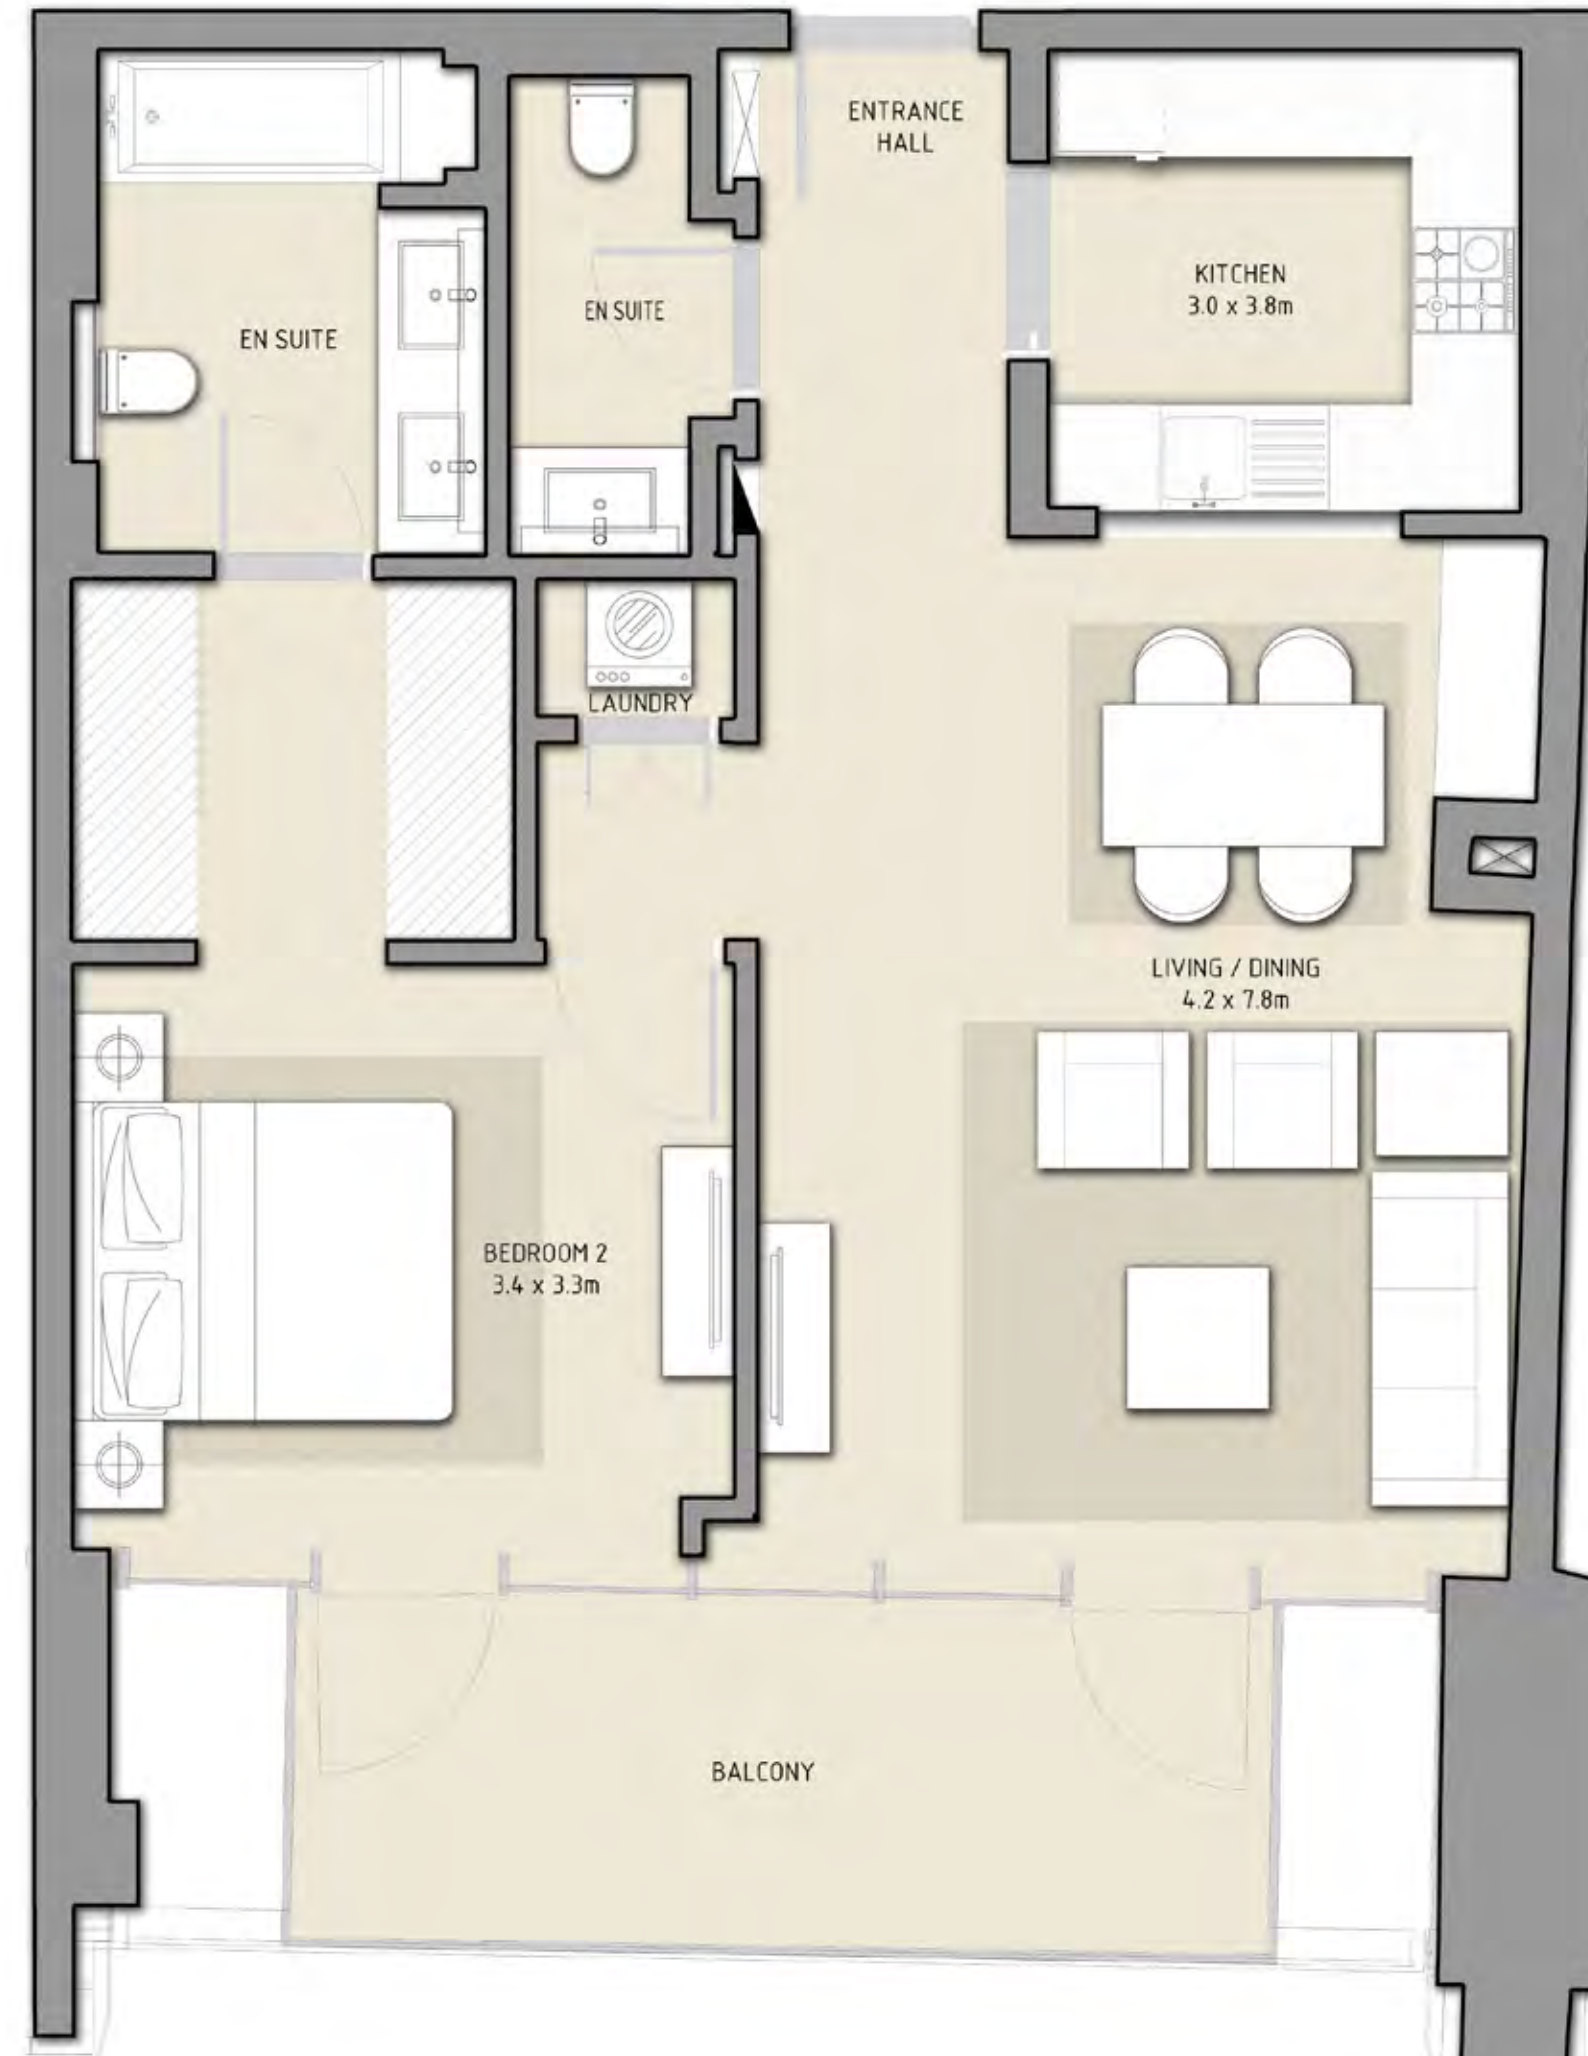 ENTRANCE
HALL
KITCHEN
3.0 x 3.8m
EN SUITE
EN SUITE
LAUNDRY
LIVING / DINING
4.2 x 7.8m
BEDROOM 2
3.4 x 3.3m
BALCONY